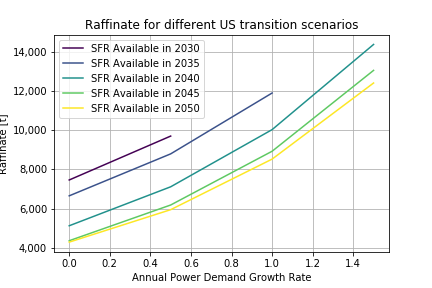 Raffinate for different US transition scenarios
SFR Available in 2030
SFR Available in 2035
SFR Available in 2040
SFR Available in 2045
SFR Available in 2050
14,000
12,000
10,000
8,000
6,000
4,000
Raffinate [t]
0.0 0.2 0.4 0.6 0.8 1.0 1.2 1.4
Annual Power Demand Growth Rate